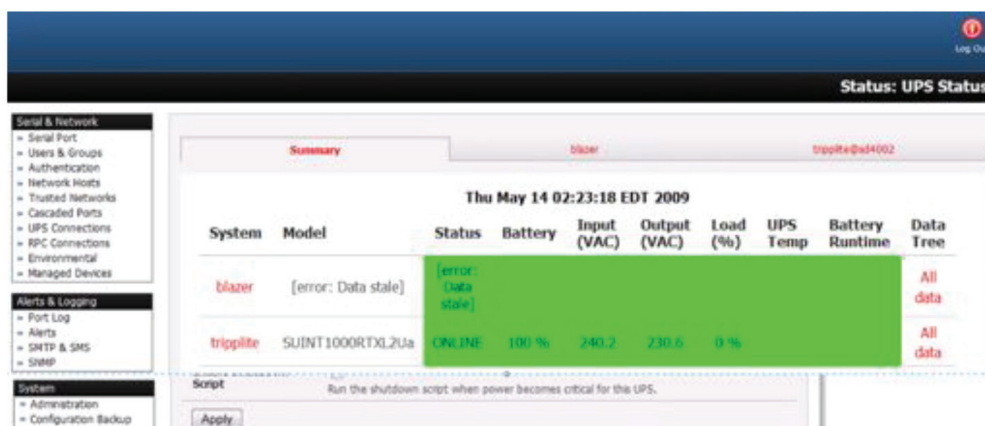 Log Ou
Status: UPS Status
Serial & Network
Serial Port
Users & Groups
Authentication
Network Hosts
Trusted Networks
Cascaded Ports
UPS Connections
RPC Connections
Environmental
Managed Devices
Alerts & Logging
Port Log
Alerts
SMTP & SMS
SNMP
System
Administration
Configuration Backup
Summary blazer tripplite@sd4002
Thu May 14 02:23:18 EDT 2009
System Model Status Battery Input (VAC) Output (VAC) Load (%) UPS Temp Battery Runtime Data Tree
blazer [error: Data stale] [error: Data stale] All data
tripplite SUINT1000RTXL2Ua ONLINE 100 % 240.2 230.6 0 % All data
Script
Run the shutdown script when power becomes critical for this UPS.
Apply